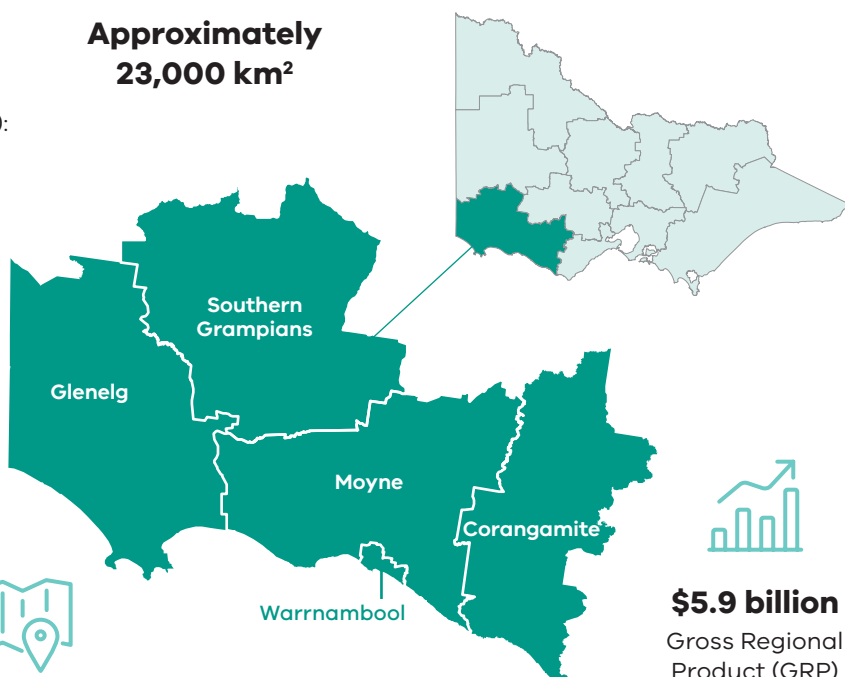 Approximately
23,000 km²
):
Southern
Grampians
Glenelg
Moyne
Corangamite
Warrnambool
$5.9 billion
Gross Regional
Product (GRP)